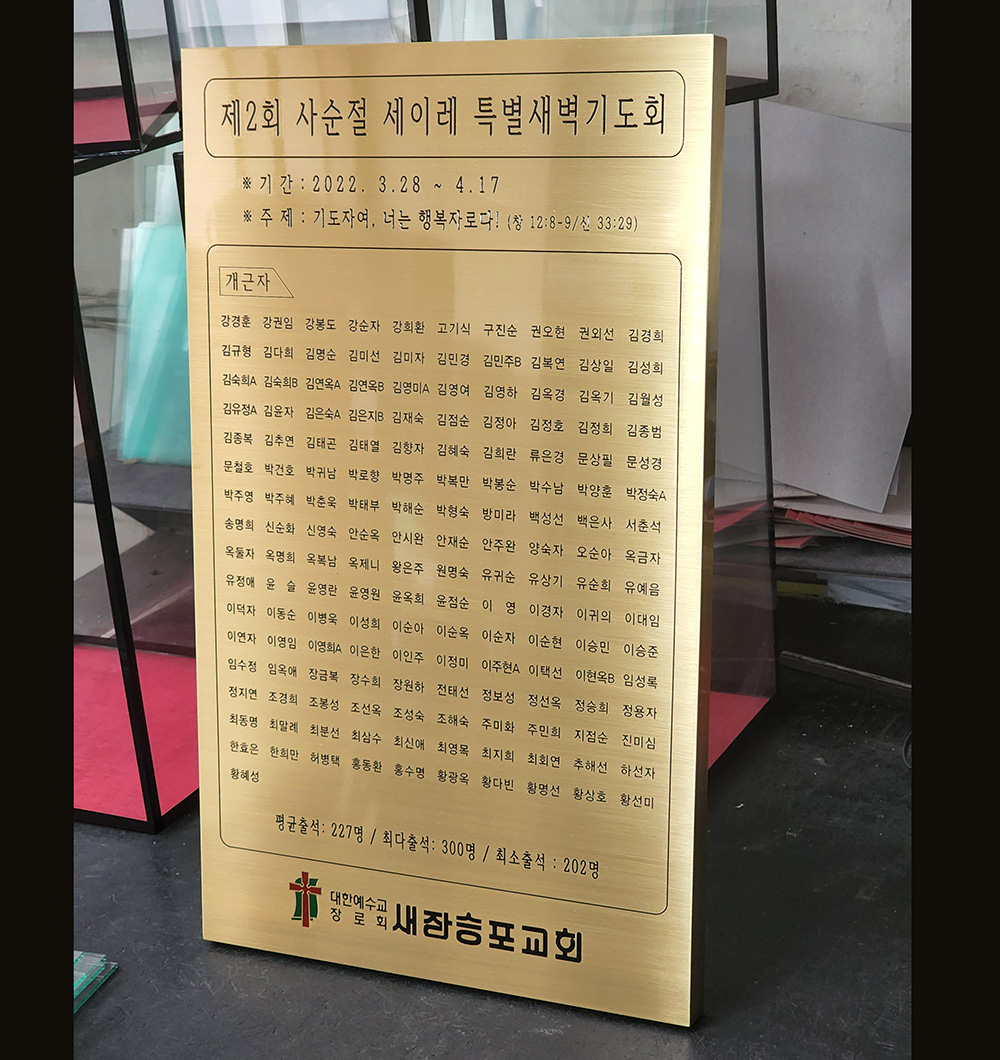 제2회 사순절 세이레 특별새벽기도회
※ 기 간 : 2022. 3.28 ~ 4.17
※ 주 제 : 기도자여, 너는 행복자로다! (창 12:8-9/신 33:29)
개근자
강경훈 강권임 강봉도 강순자 강희환 고기식 구진순 권오현 권외선 김경희
김규형 김다희 김명순 김미선 김미자 김민경 김민주B 김복연 김상일 김성희
김숙희A 김숙희B 김연옥A 김연옥B 김영미A 김영여 김영하 김옥경 김옥기 김월성
김유정A 김윤자 김은숙A 김은지B 김재숙 김점순 김정아 김정호 김정희 김종범
김종복 김추연 김태곤 김태열 김향자 김혜숙 김희란 류은경 문상필 문성경
문철호 박건호 박귀남 박로향 박명주 박복만 박봉순 박수남 박양훈 박정숙A
박주영 박주혜 박춘욱 박태부 박해순 박형숙 방미라 백성선 백은사 서춘석
송명희 신순화 신영숙 안순옥 안시완 안재순 안주완 양숙자 오순아 옥금자
옥둘자 옥명희 옥복남 옥제니 왕은주 원명숙 유귀순 유상기 유순희 유예음
유정애 윤 슬 윤영란 윤영원 윤옥희 윤점순 이 영 이경자 이귀의 이대임
이덕자 이동순 이병욱 이성희 이순아 이순옥 이순자 이순현 이승민 이승준
이연자 이영임 이영희A 이은한 이인주 이정미 이주현A 이택선 이현옥B 임성록
임수정 임옥애 장금복 장수희 장원하 전태선 정보성 정선옥 정승희 정용자
정지연 조경희 조봉성 조선옥 조성숙 조해숙 주미화 주민희 지점순 진미심
최동명 최말례 최분선 최삼수 최신애 최영목 최지희 최회연 추해선 하선자
한효은 한희만 허병택 홍동환 홍수명 황광옥 황다빈 황명선 황상호 황선미
황혜성
평균출석: 227명 / 최다출석: 300명 / 최소출석 : 202명
대한예수교
장 로 회 새장승포교회